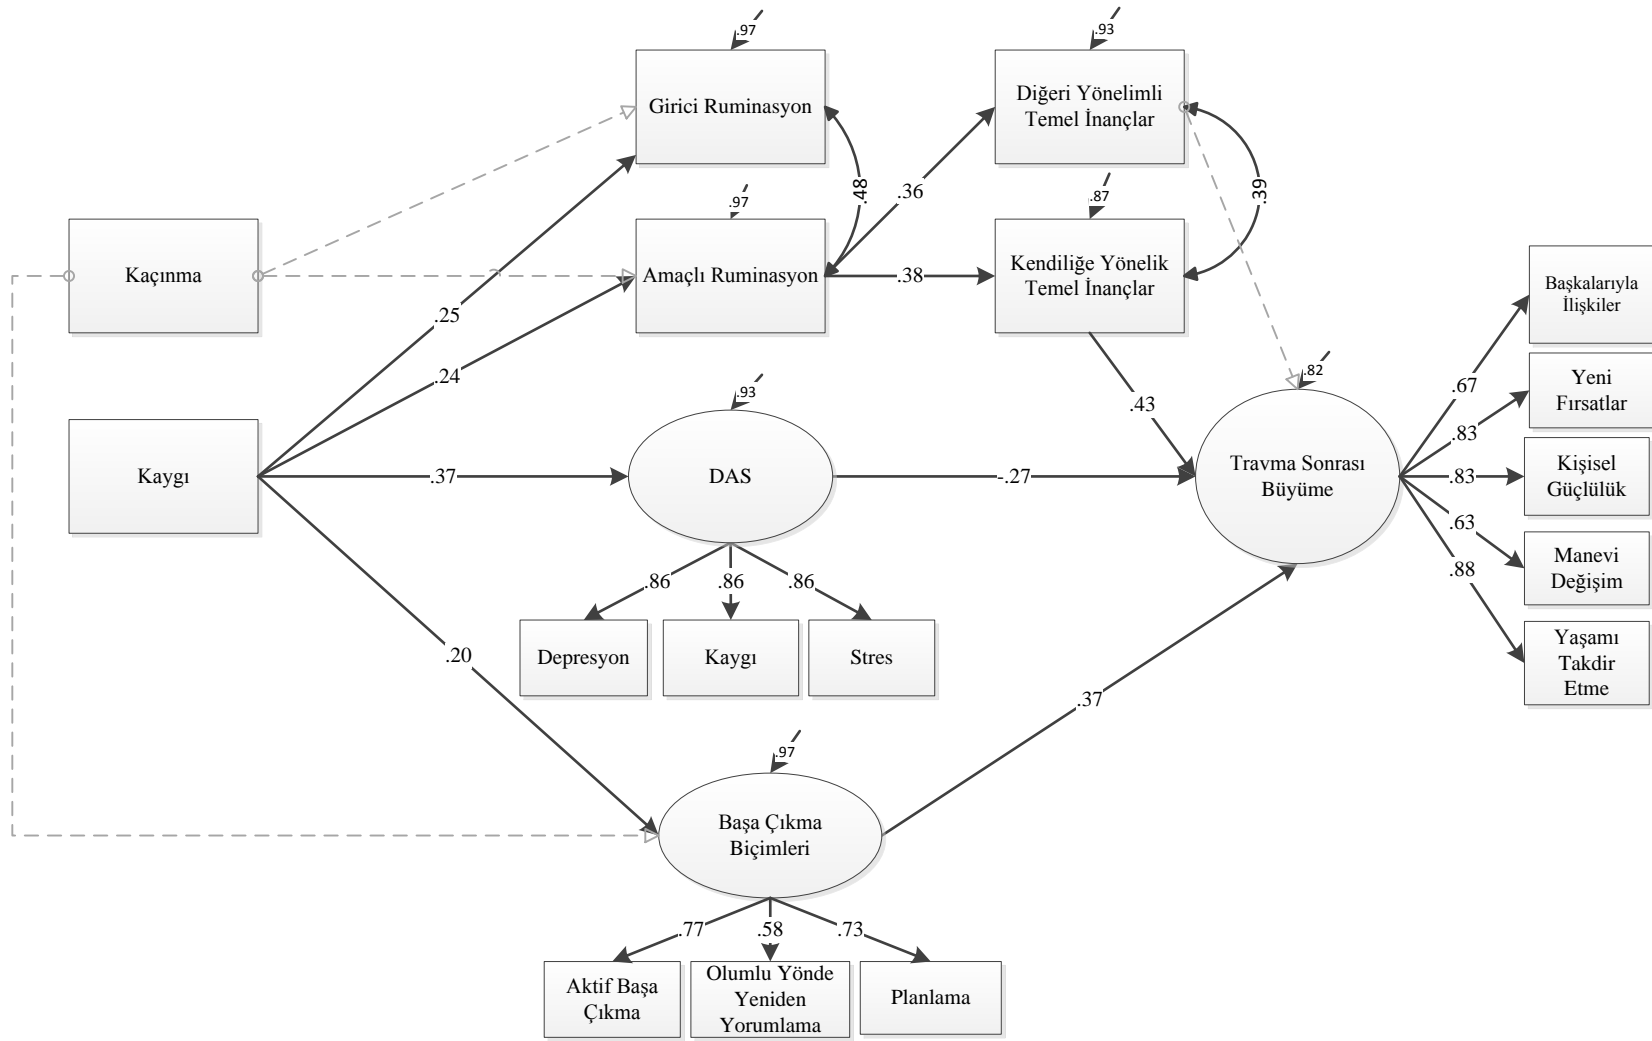 .97
.93
Girici Ruminasyon
Diğeri Yönelimli
Temel İnançlar
.48
.36
.39
.97
.87
Kaçınma
Amaçlı Ruminasyon
.38
Kendiliğe Yönelik
Temel İnançlar
Başkalarıyla
İlişkiler
.25
.24
.93
.43
.82
.67
Yeni
Fırsatlar
.83
Kaygı
.37
DAS
-.27
Travma Sonrası
Büyüme
.83
Kişisel
Güçlülük
.63
Manevi
Değişim
.88
.86
.86
.86
Depresyon
Kaygı
Stres
Yaşamı
Takdir
Etme
.20
.37
.97
Başa Çıkma
Biçimleri
.77
.58
.73
Aktif Başa
Çıkma
Olumlu Yönde
Yeniden
Yorumlama
Planlama